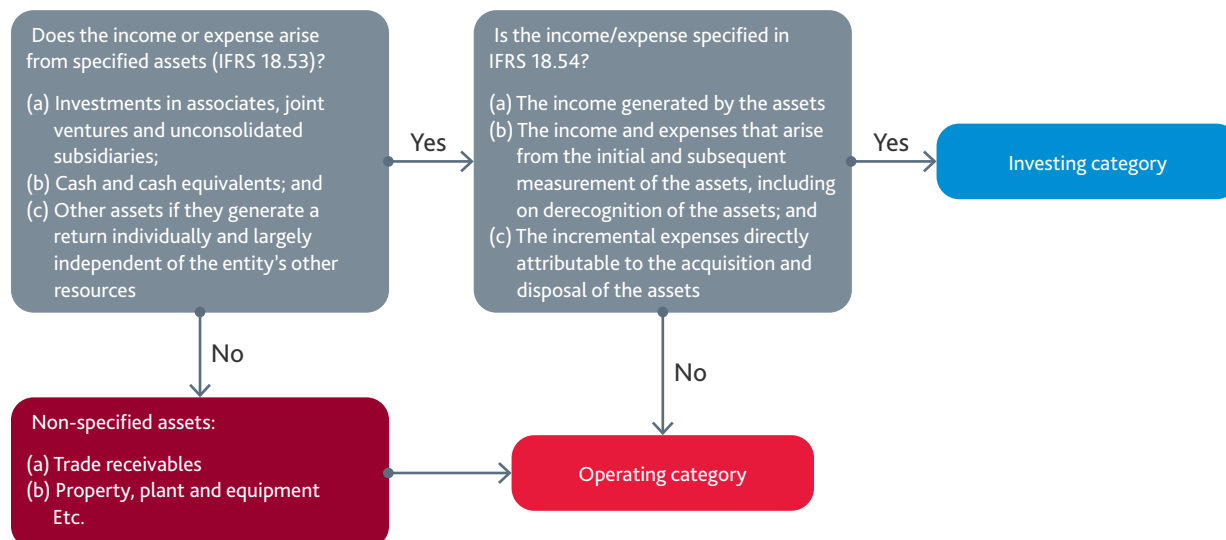 Does the income or expense arise
from specified assets (IFRS 18.53)?
(a) Investments in associates, joint
ventures and unconsolidated
subsidiaries;
(b) Cash and cash equivalents; and
(c) Other assets if they generate a
return individually and largely
independent of the entity's other
resources
Yes
Is the income/expense specified in
IFRS 18.54?
(a) The income generated by the assets
(b) The income and expenses that arise
from the initial and subsequent
measurement of the assets, including
on derecognition of the assets; and
(c) The incremental expenses directly
attributable to the acquisition and
disposal of the assets
Yes
Investing category
No
No
Non-specified assets:
(a) Trade receivables
(b) Property, plant and equipment
Etc.
Operating category